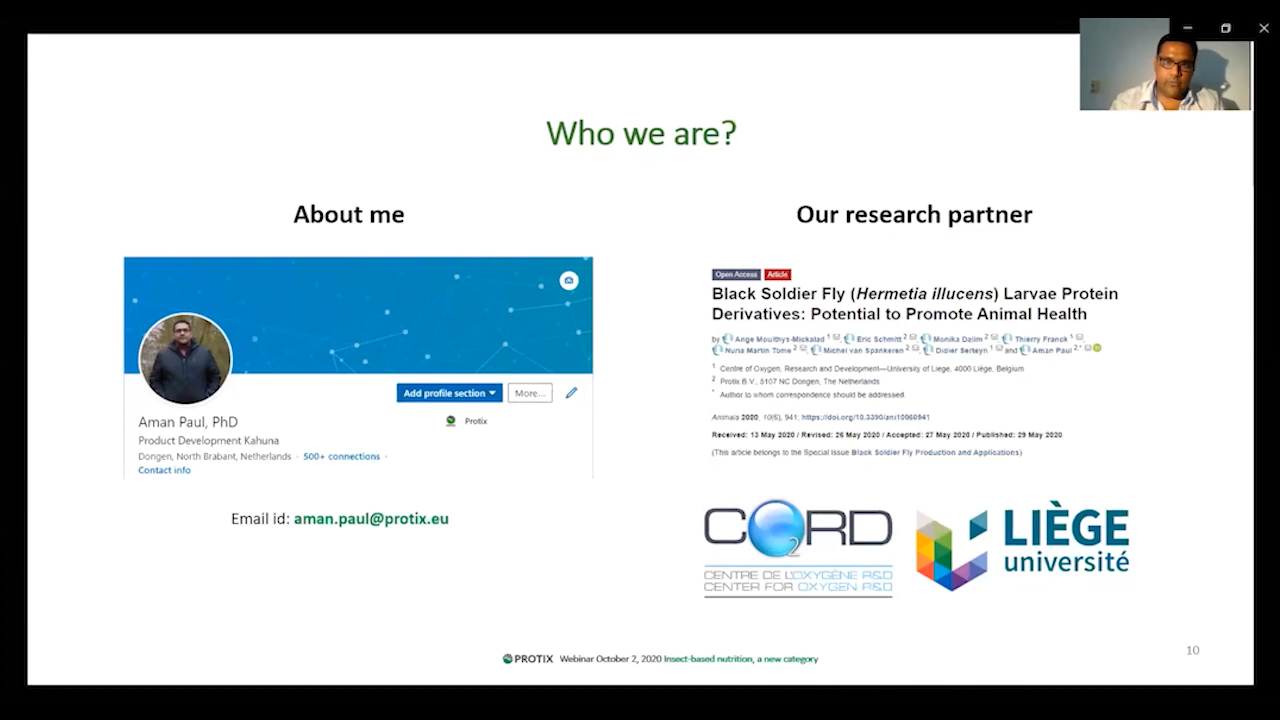 Who we are?
About me
Add profile section
More...
Aman Paul, PhD
Protix
Product Development Kahuna
Dongen, North Brabant, Netherlands · 500+ connections ·
Contact info
Email id: aman.paul@protix.eu
Our research partner
Open Access Article
Black Soldier Fly (Hermetia illucens) Larvae Protein
Derivatives: Potential to Promote Animal Health
by Ange Mouithys-Mickalad 1, Eric Schmitt 2, Monika Dalim 2, Thierry Franck 1,
Nuria Martin Tome 2, Michel van Spankeren 2, Didier Serteyn 1 and Aman Paul 2,*
1 Centre of Oxygen, Research and Development—University of Liege, 4000 Liège, Belgium
2 Protix B.V., 5107 NC Dongen, The Netherlands
* Author to whom correspondence should be addressed.
Animals 2020, 10(6), 941; https://doi.org/10.3390/ani10060941
Received: 13 May 2020 / Revised: 26 May 2020 / Accepted: 27 May 2020 / Published: 29 May 2020
(This article belongs to the Special Issue Black Soldier Fly Production and Applications)
CO2RD
CENTRE DE L'OXYGÈNE R&D
CENTER FOR OXYGEN R&D
LIÈGE
université
PROTIX Webinar October 2, 2020 Insect-based nutrition, a new category
10